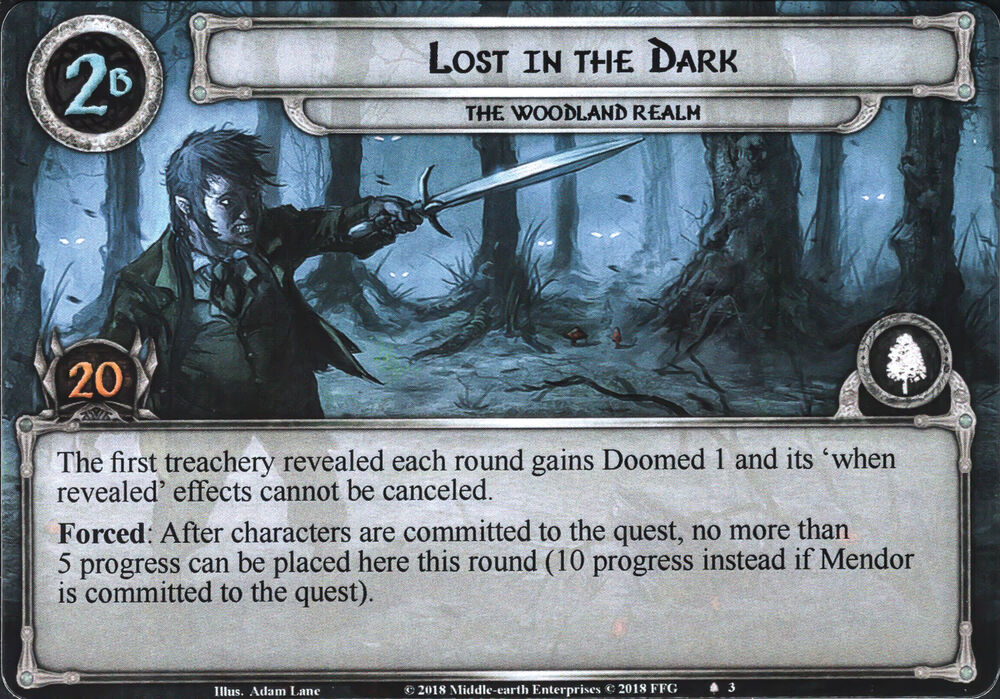 2B
LOST IN THE DARK
THE WOODLAND REALM
20
The first treachery revealed each round gains Doomed 1 and its ‘when
revealed’ effects cannot be canceled.
Forced: After characters are committed to the quest, no more than
5 progress can be placed here this round (10 progress instead if Mendor
is committed to the quest).
Illus. Adam Lane
© 2018 Middle-earth Enterprises © 2018 FFG
3